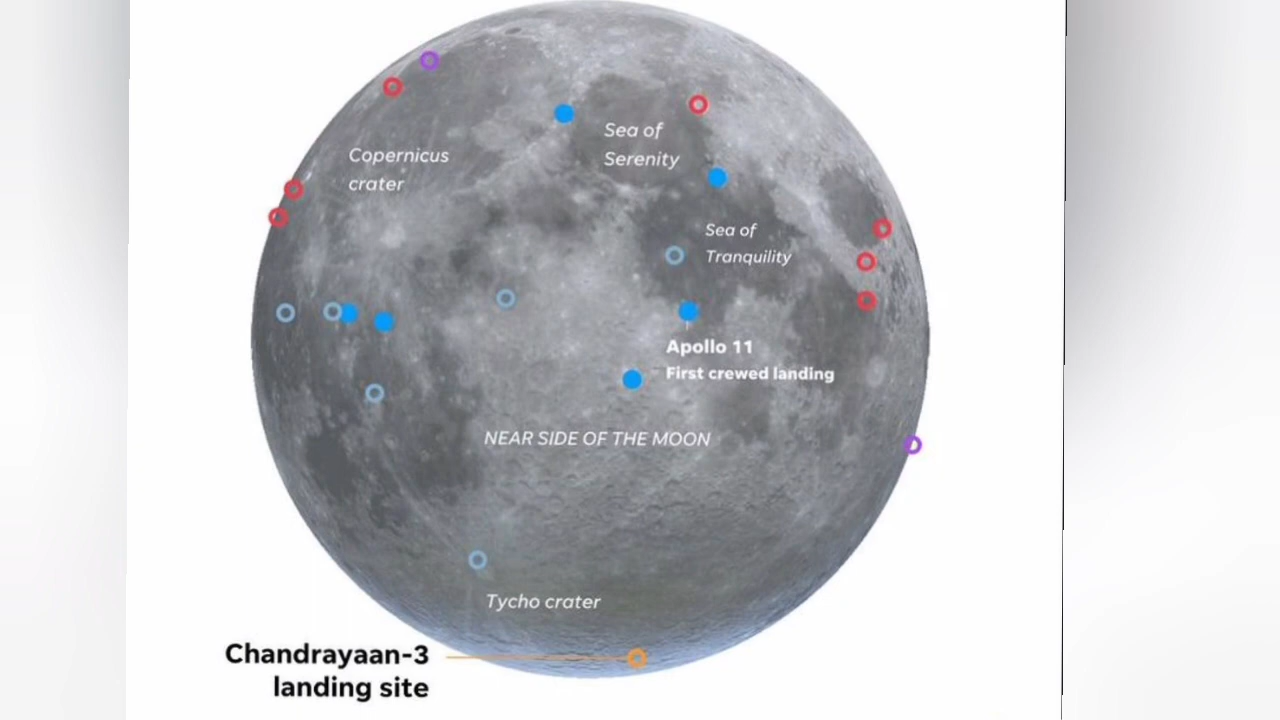 Sea of
Serenity
Copernicus
crater
Sea of
Tranquility
Apollo 11
First crewed landing
NEAR SIDE OF THE MOON
Tycho crater
Chandrayaan-3
landing site